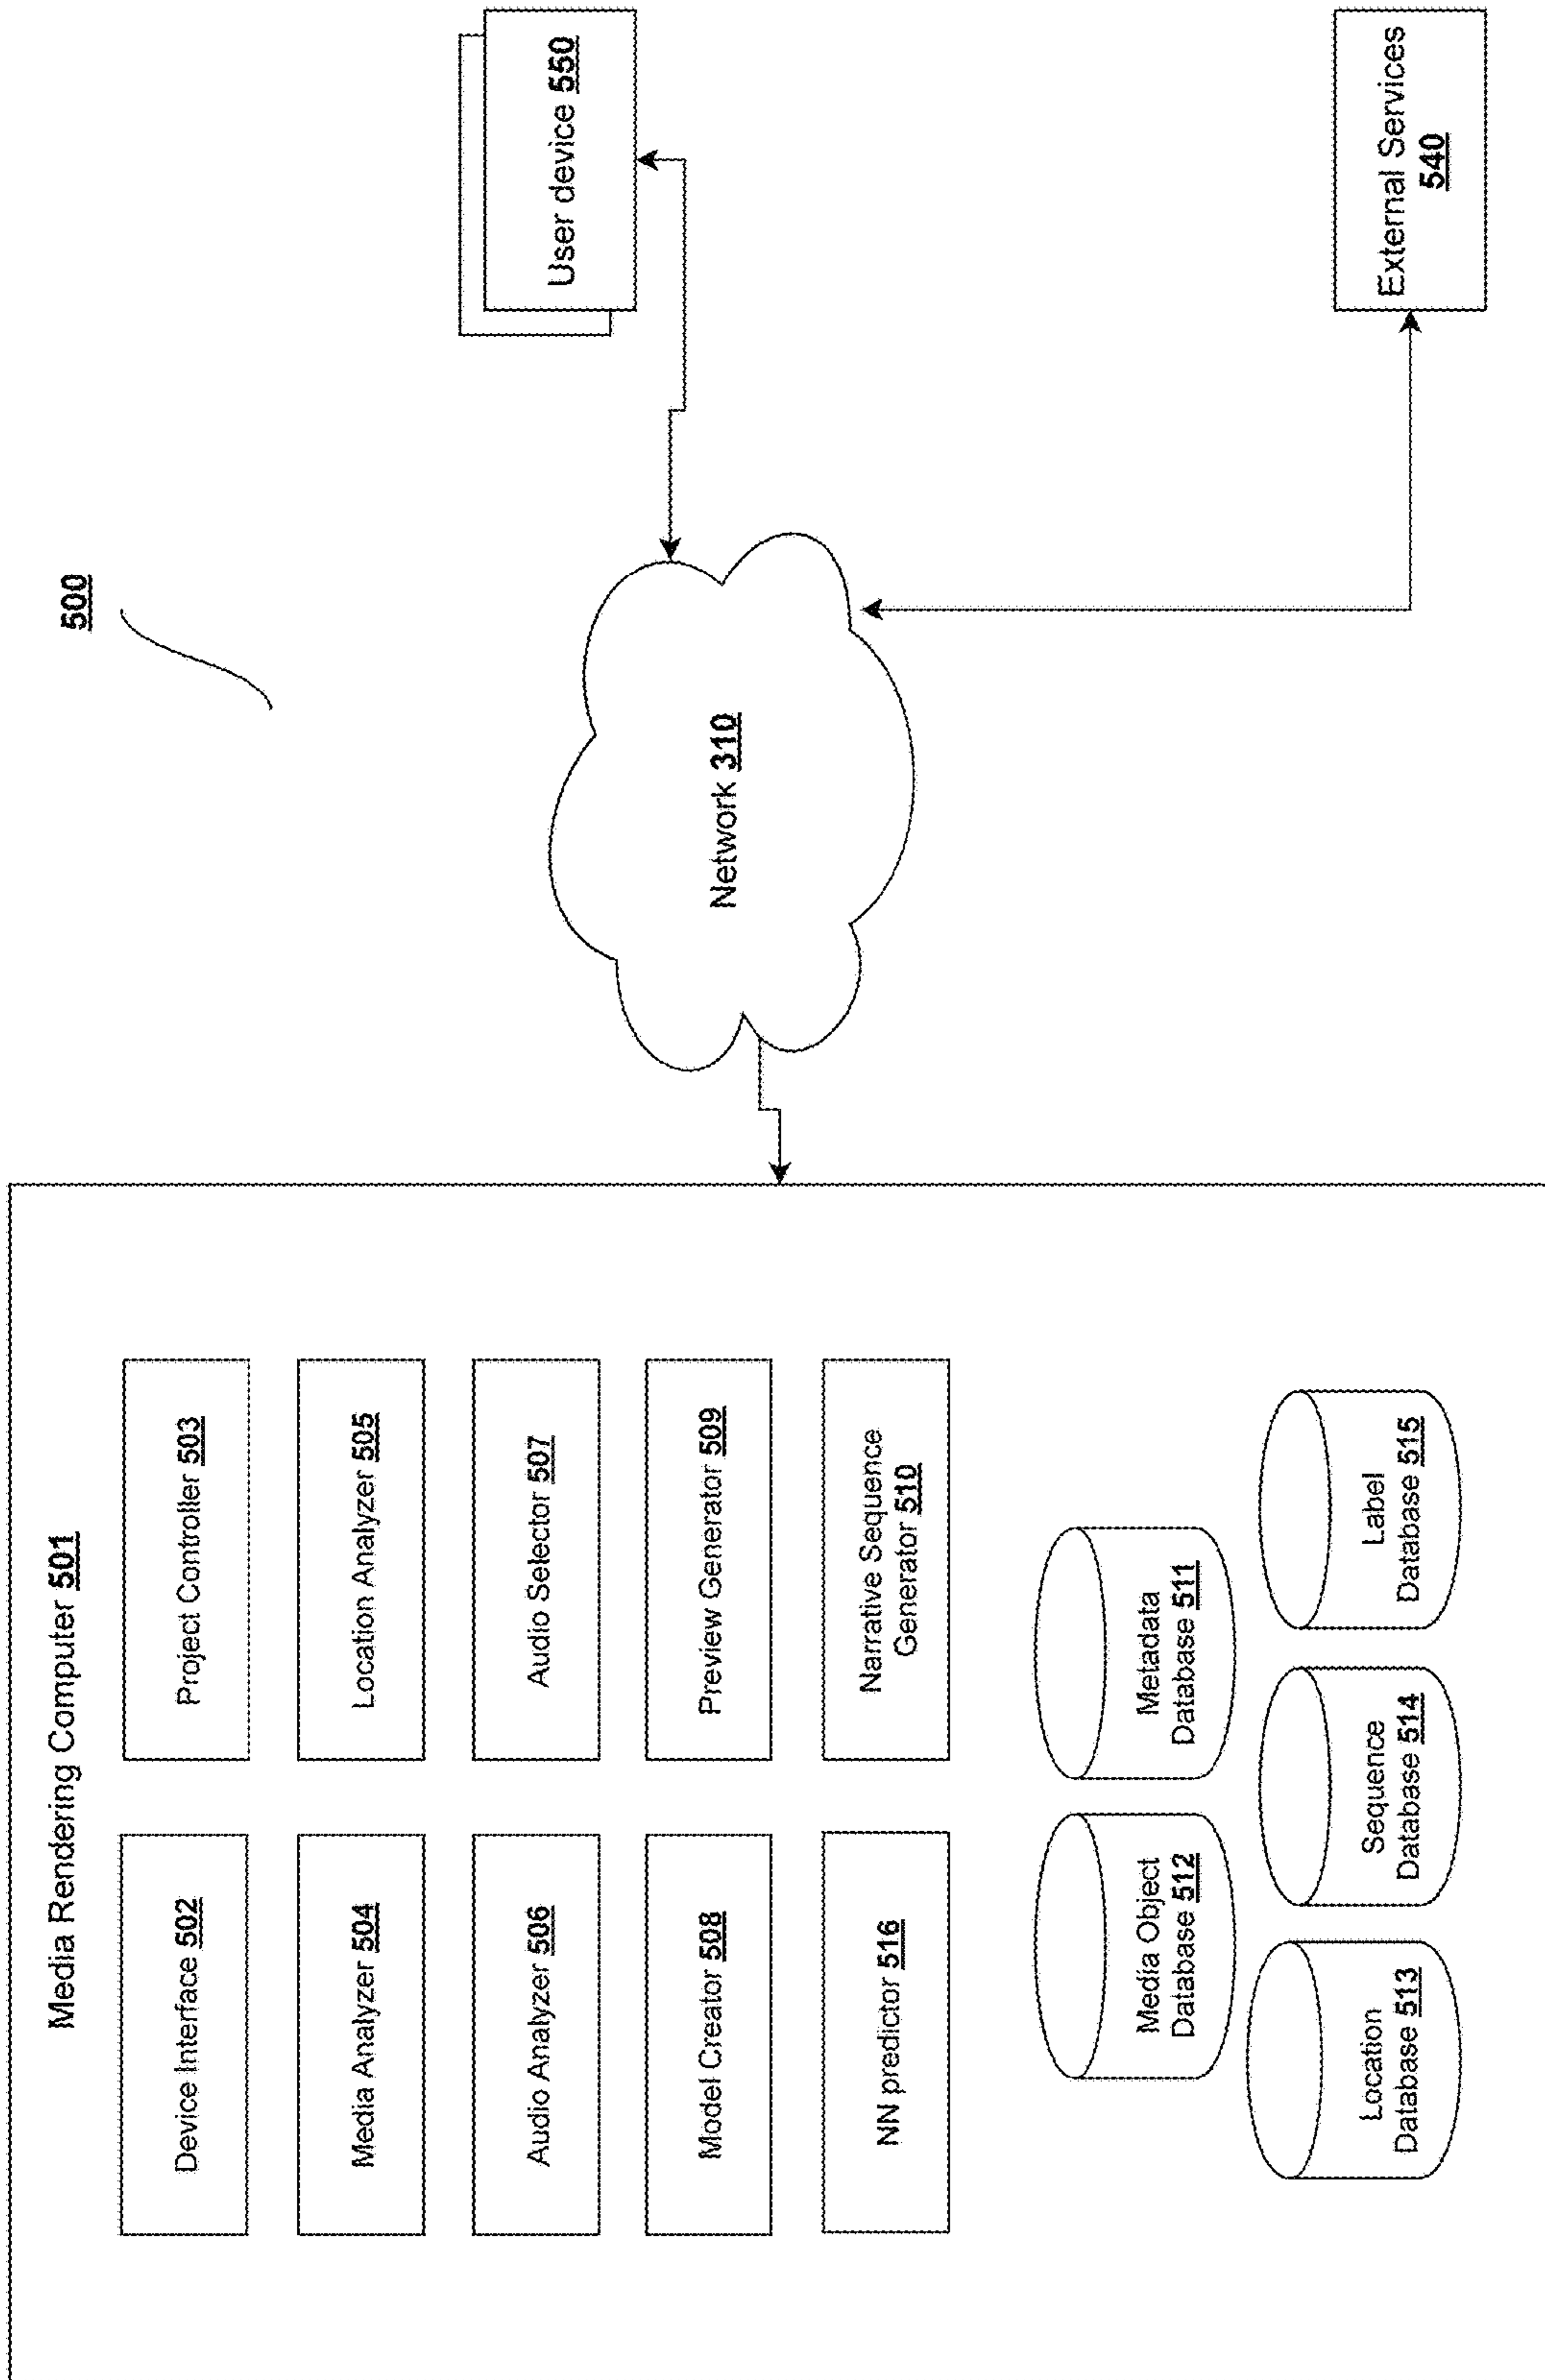 500
Media Rendering Computer 501
Device Interface 502
Project Controller 503
Media Analyzer 504
Location Analyzer 505
Audio Analyzer 506
Audio Selector 507
Model Creator 508
Preview Generator 509
NN predictor 516
Narrative Sequence
Generator 510
Media Object
Database 512
Metadata
Database 511
Location
Database 513
Sequence
Database 514
Label
Database 515
Network 310
User device 550
External Services
540